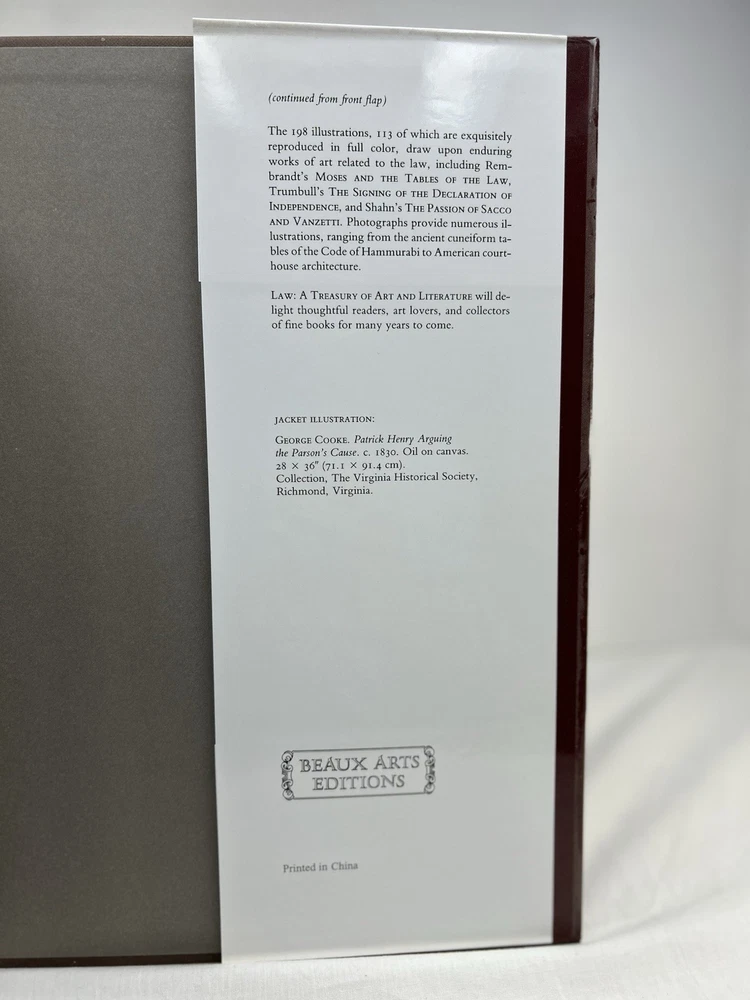 (continued from front flap)
The 198 illustrations, 113 of which are exquisitely
reproduced in full color, draw upon enduring
works of art related to the law, including Rem-
brandt's MOSES AND THE TABLES OF THE LAW,
Trumbull's THE SIGNING OF THE DECLARATION OF
INDEPENDENCE, and Shahn's THE PASSION OF SACCO
AND VANZETTI. Photographs provide numerous il-
lustrations, ranging from the ancient cuneiform ta-
bles of the Code of Hammurabi to American court-
house architecture.
LAW: A TREASURY OF ART AND LITERATURE will de-
light thoughtful readers, art lovers, and collectors
of fine books for many years to come.
JACKET ILLUSTRATION:
GEORGE COOKE. Patrick Henry Arguing
the Parson's Cause. c. 1830. Oil on canvas.
28 × 36" (71.1 × 91.4 cm).
Collection, The Virginia Historical Society,
Richmond, Virginia.
BEAUX ARTS
EDITIONS
Printed in China